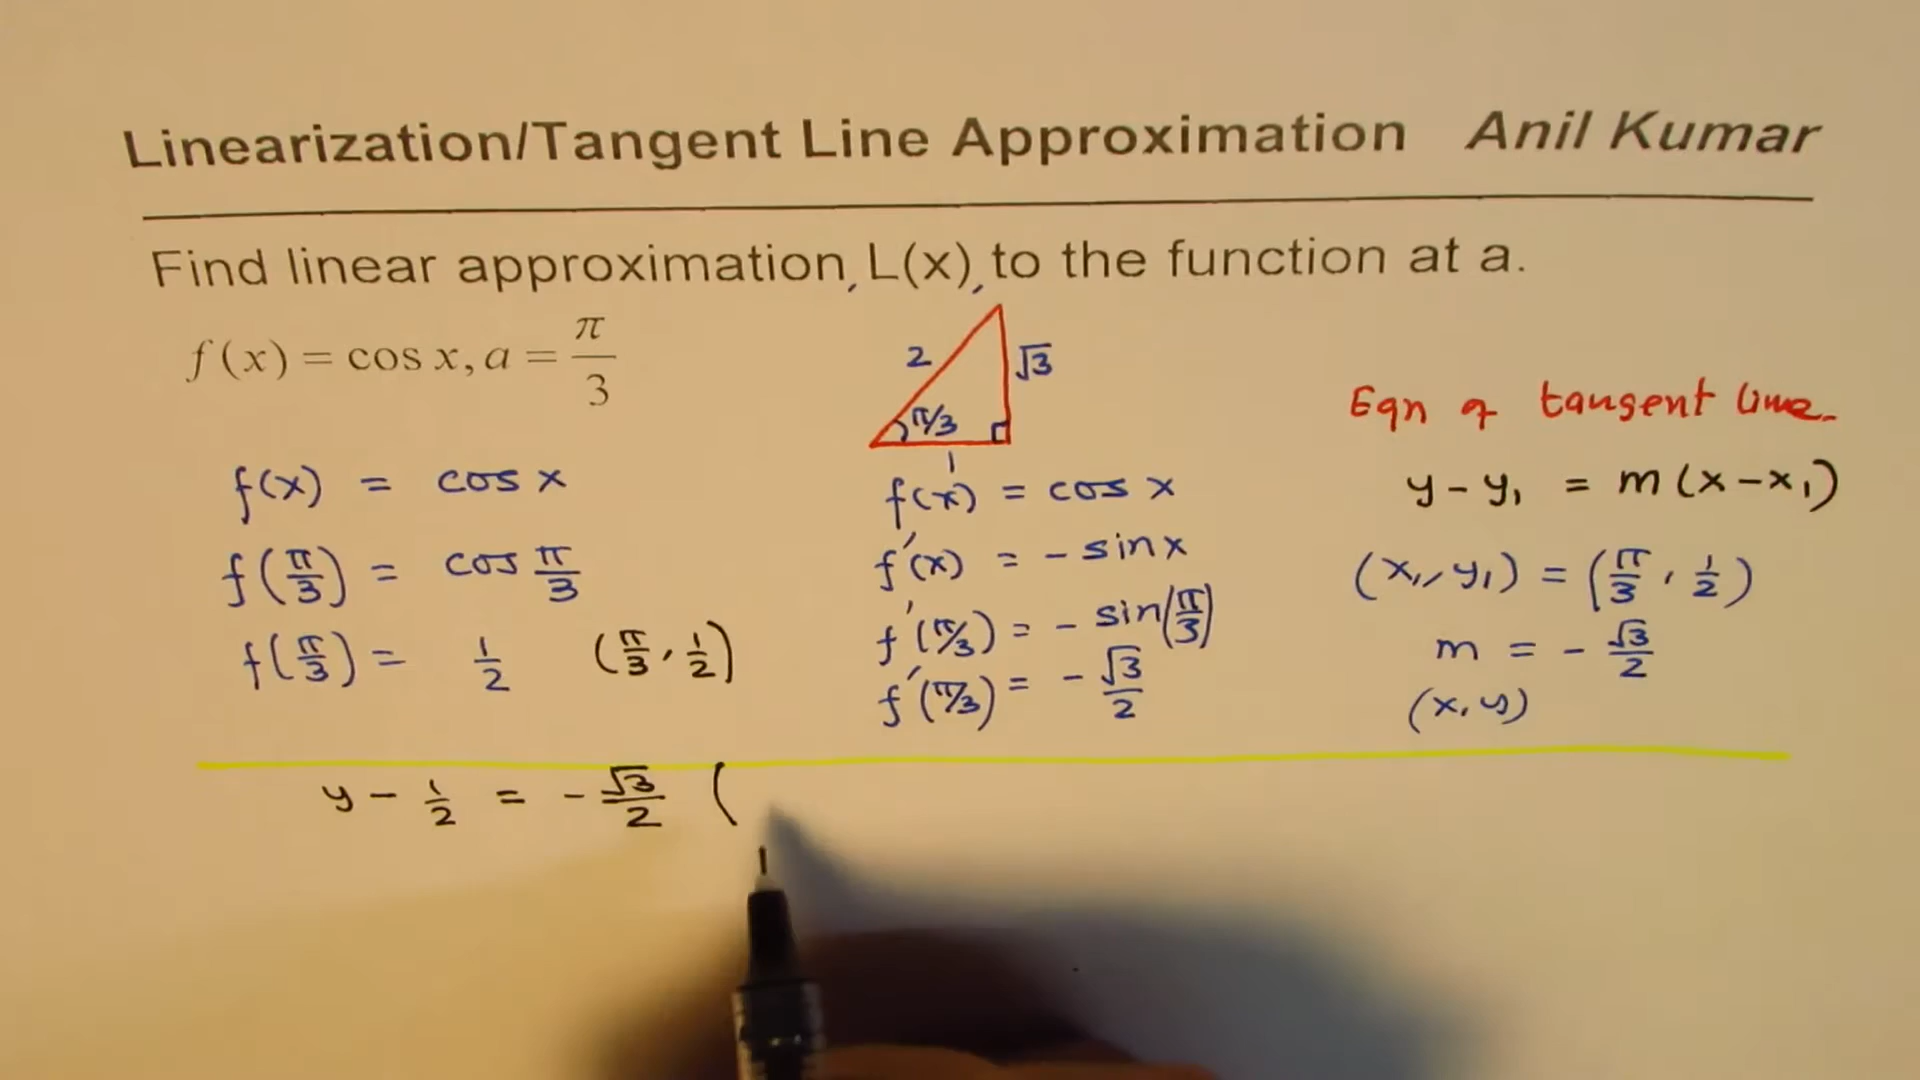 Linearization/Tangent Line Approximation Anil Kumar
Find linear approximation, L(x), to the function at a.
f(x) = cos x, a = π/3
2
√3
π/3
1
f(x) = cos x
f(π/3) = cos π/3
f(π/3) = 1/2 (π/3, 1/2)
f(x) = cos x
f'(x) = - sin x
f'(π/3) = - sin(π/3)
f'(π/3) = - √3/2
Eqn of tangent line.
y - y₁ = m(x - x₁)
(x₁, y₁) = (π/3, 1/2)
m = - √3/2
(x, y)
y - 1/2 = - √3/2 (